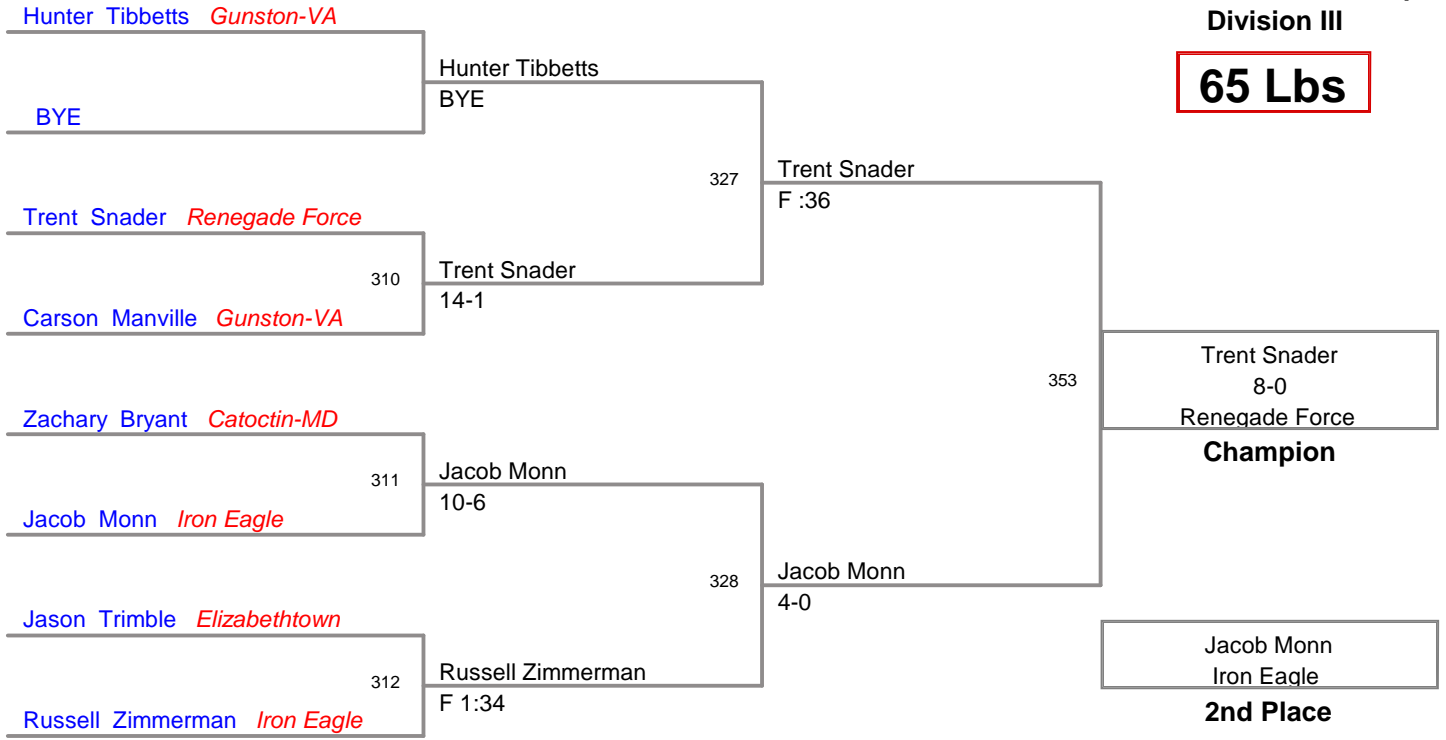 Hunter Tibbetts Gunston-VA
Division III
65 Lbs
Hunter Tibbetts
BYE
BYE
327
Trent Snader
F :36
Trent Snader Renegade Force
310
Trent Snader
14-1
Carson Manville Gunston-VA
353
Trent Snader
8-0
Renegade Force
Champion
Zachary Bryant Catoctin-MD
311
Jacob Monn
10-6
Jacob Monn Iron Eagle
328
Jacob Monn
4-0
Jason Trimble Elizabethtown
312
Russell Zimmerman
F 1:34
Russell Zimmerman Iron Eagle
Jacob Monn
Iron Eagle
2nd Place